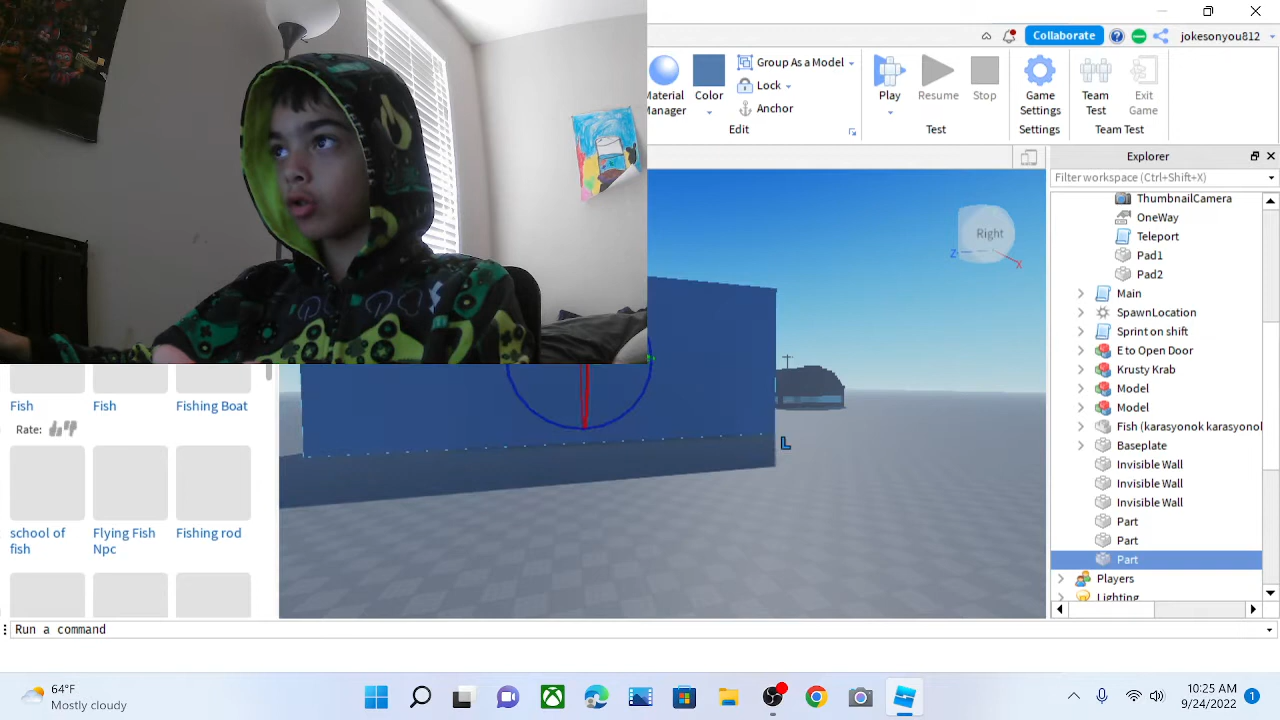 Collaborate
jokesonyou812
Material Manager
Color
Group As a Model
Lock
Anchor
Edit
Play
Resume
Stop
Test
Game Settings
Settings
Team Test
Exit Game
Team Test
Explorer
Filter workspace (Ctrl+Shift+X)
ThumbnailCamera
OneWay
Teleport
Pad1
Pad2
Main
SpawnLocation
Sprint on shift
E to Open Door
Krusty Krab
Model
Model
Fish (karasyonok karasyonol
Baseplate
Invisible Wall
Invisible Wall
Invisible Wall
Part
Part
Part
Players
Lighting
Right
Z
X
L
Fish
Fish
Fishing Boat
Rate:
school of fish
Flying Fish Npc
Fishing rod
Run a command
64°F
Mostly cloudy
10:25 AM
9/24/2022
1